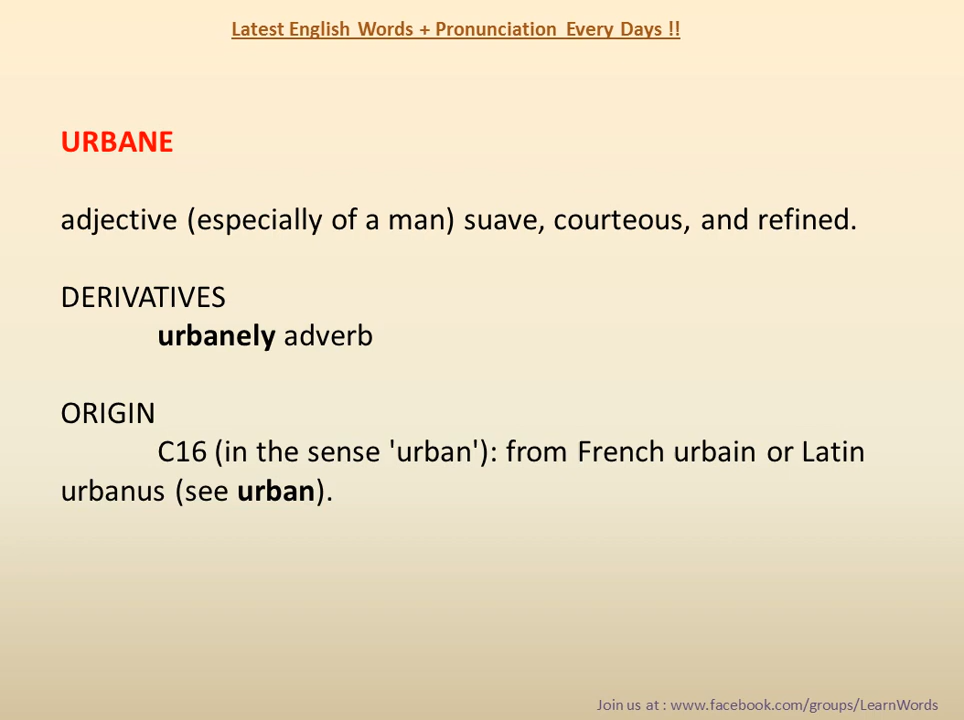 Latest English Words + Pronunciation Every Days !!
URBANE
adjective (especially of a man) suave, courteous, and refined.
DERIVATIVES
urbanely adverb
ORIGIN
C16 (in the sense 'urban'): from French urbain or Latin
urbanus (see urban).
Join us at : www.facebook.com/groups/LearnWords